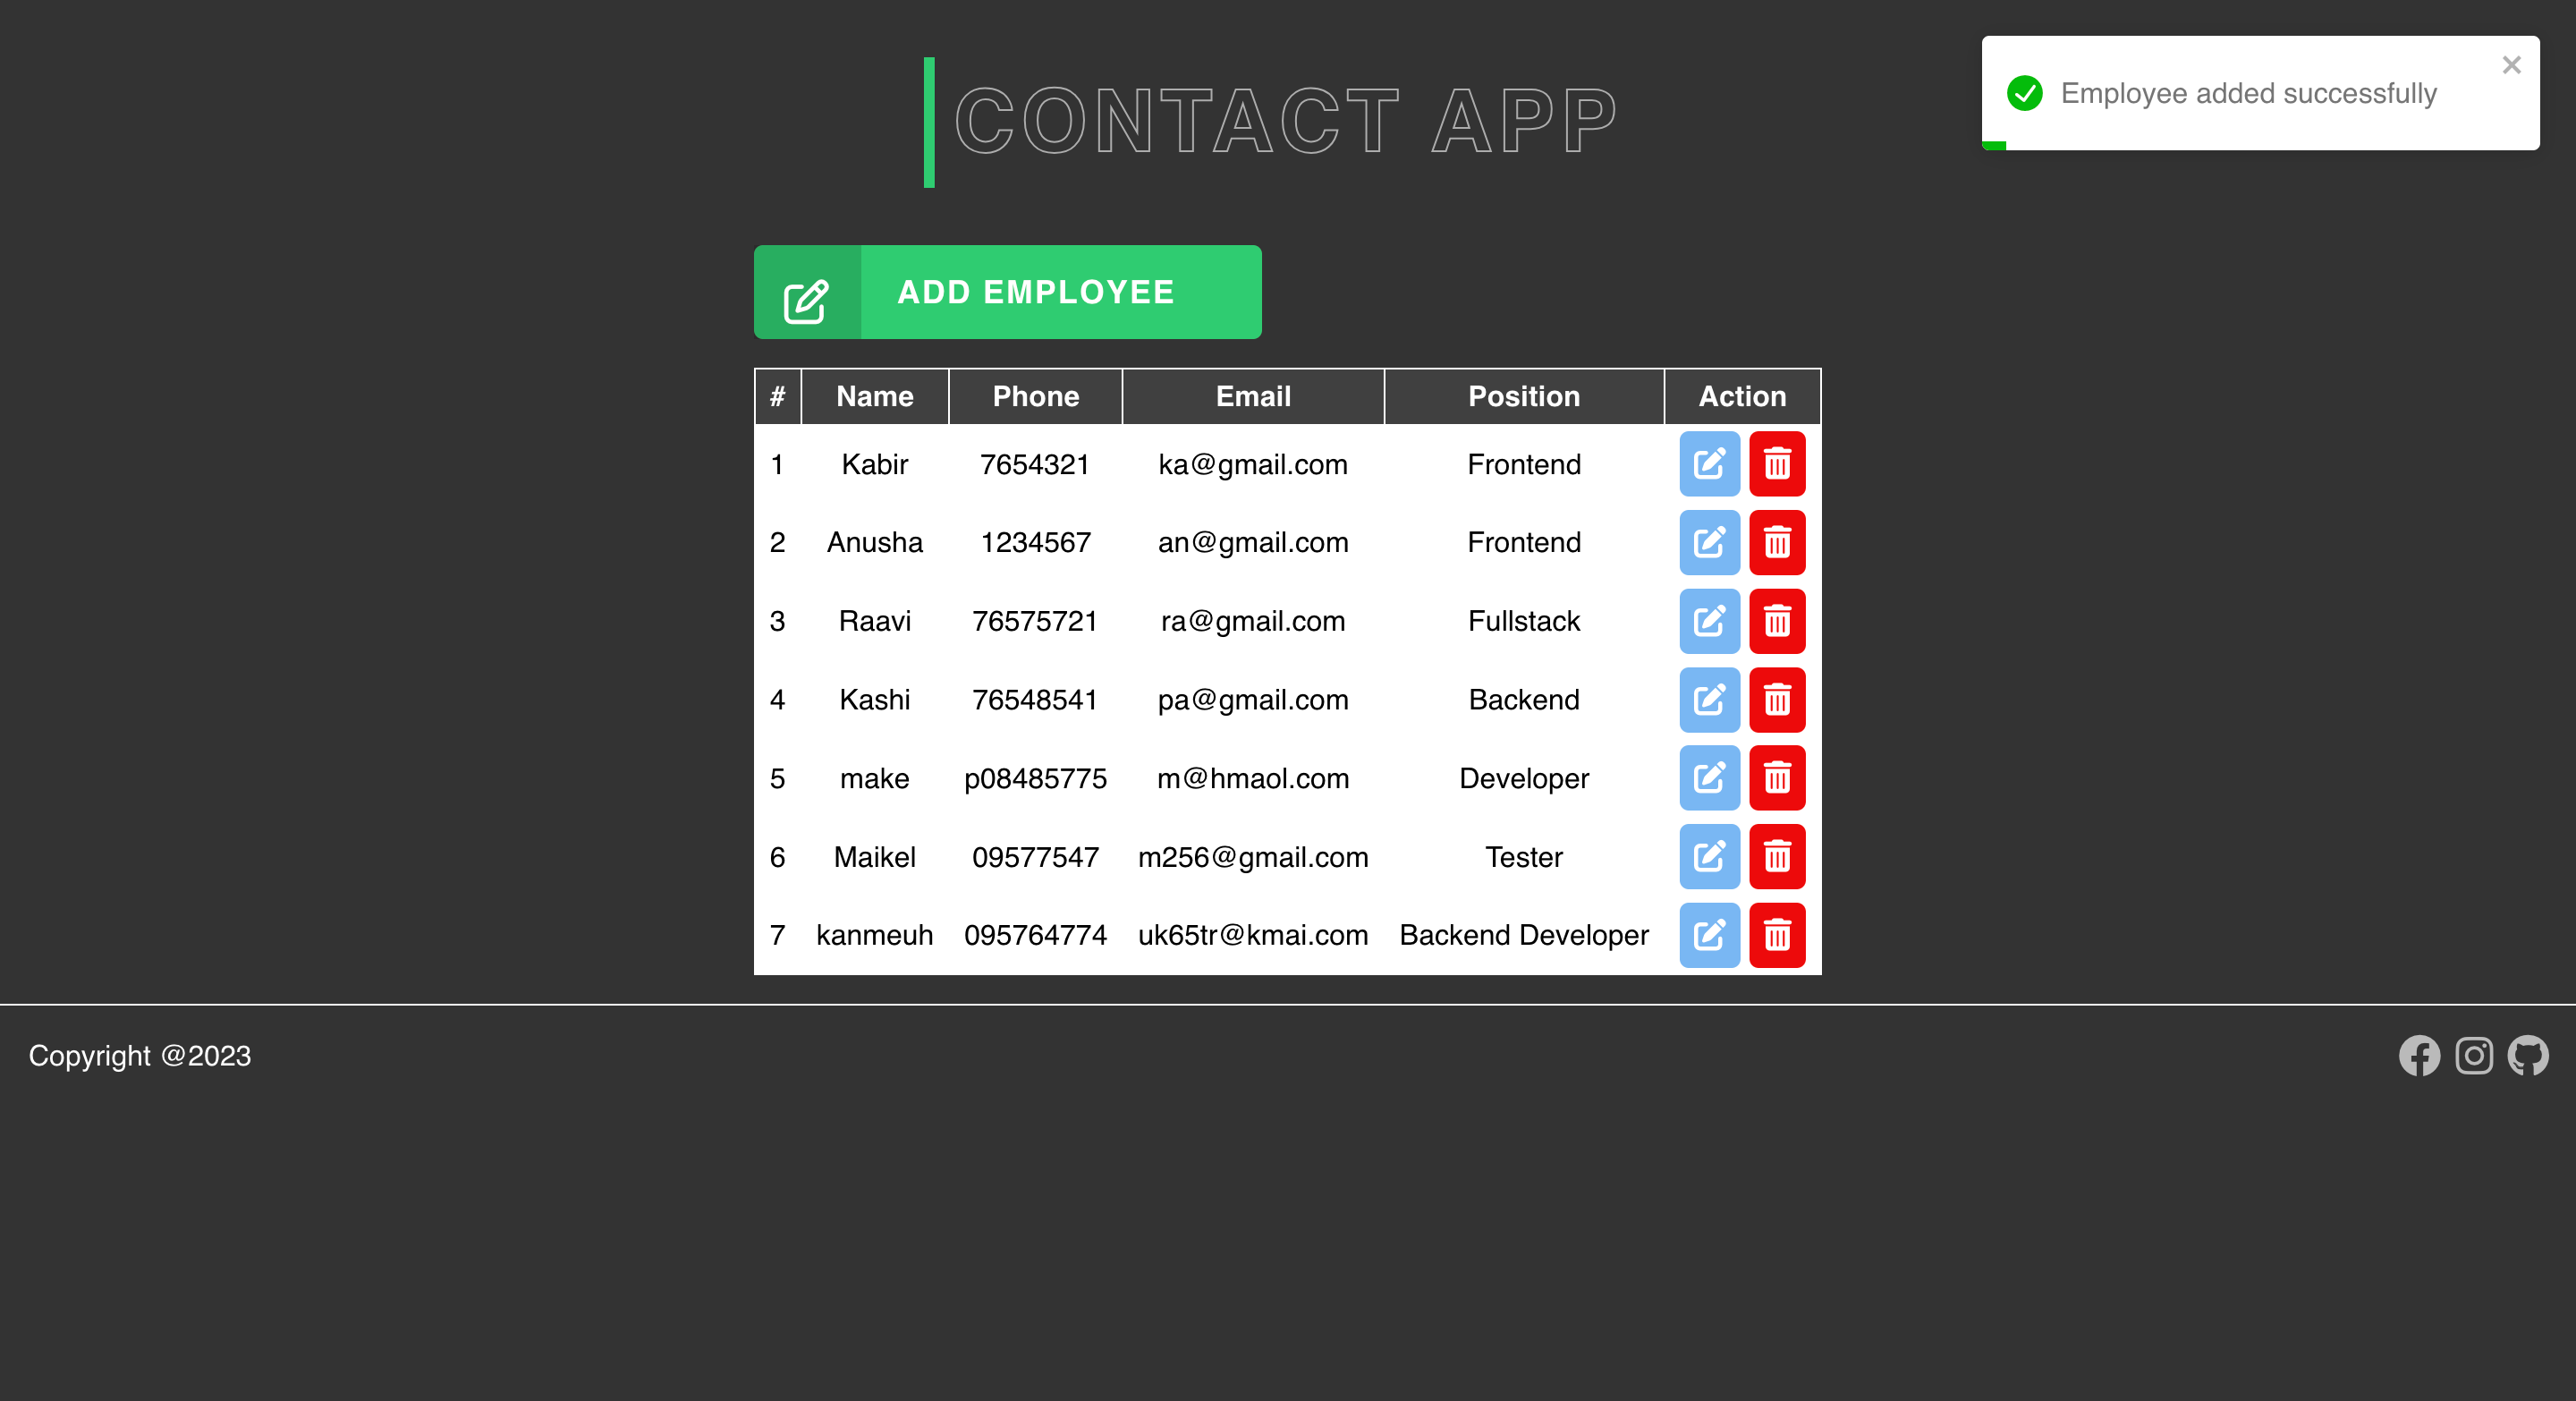 CONTACT APP
Employee added successfully
ADD EMPLOYEE
# Name Phone Email Position Action
1 Kabir 7654321 ka@gmail.com Frontend
2 Anusha 1234567 an@gmail.com Frontend
3 Raavi 76575721 ra@gmail.com Fullstack
4 Kashi 76548541 pa@gmail.com Backend
5 make p08485775 m@hmaol.com Developer
6 Maikel 09577547 m256@gmail.com Tester
7 kanmeuh 095764774 uk65tr@kmai.com Backend Developer
Copyright @2023